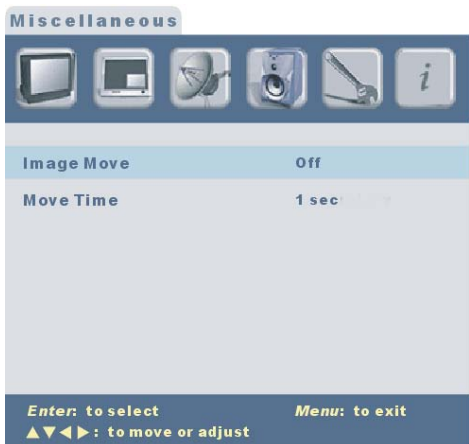 Miscellaneous
i
Image Move Off
Move Time 1 sec
Enter: to select Menu: to exit
▲▼◀▶: to move or adjust